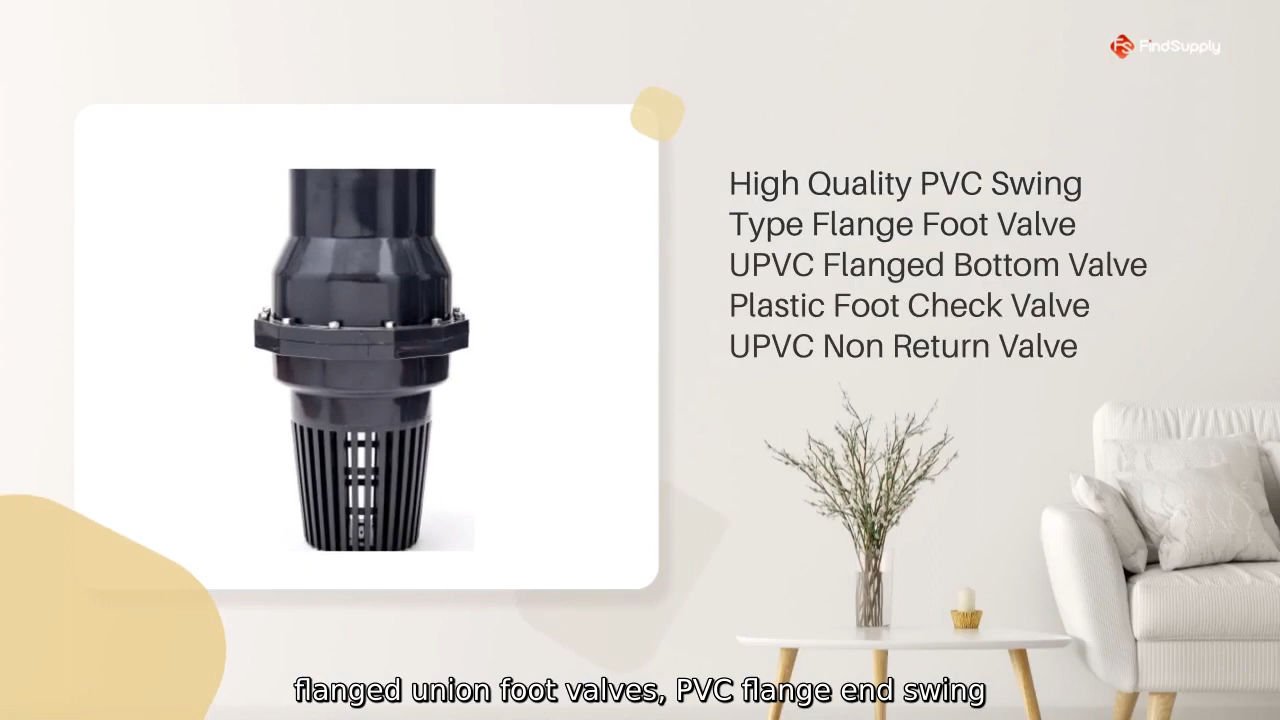 FS FindSupply
High Quality PVC Swing
Type Flange Foot Valve
UPVC Flanged Bottom Valve
Plastic Foot Check Valve
UPVC Non Return Valve
flanged union foot valves, PVC flange end swing